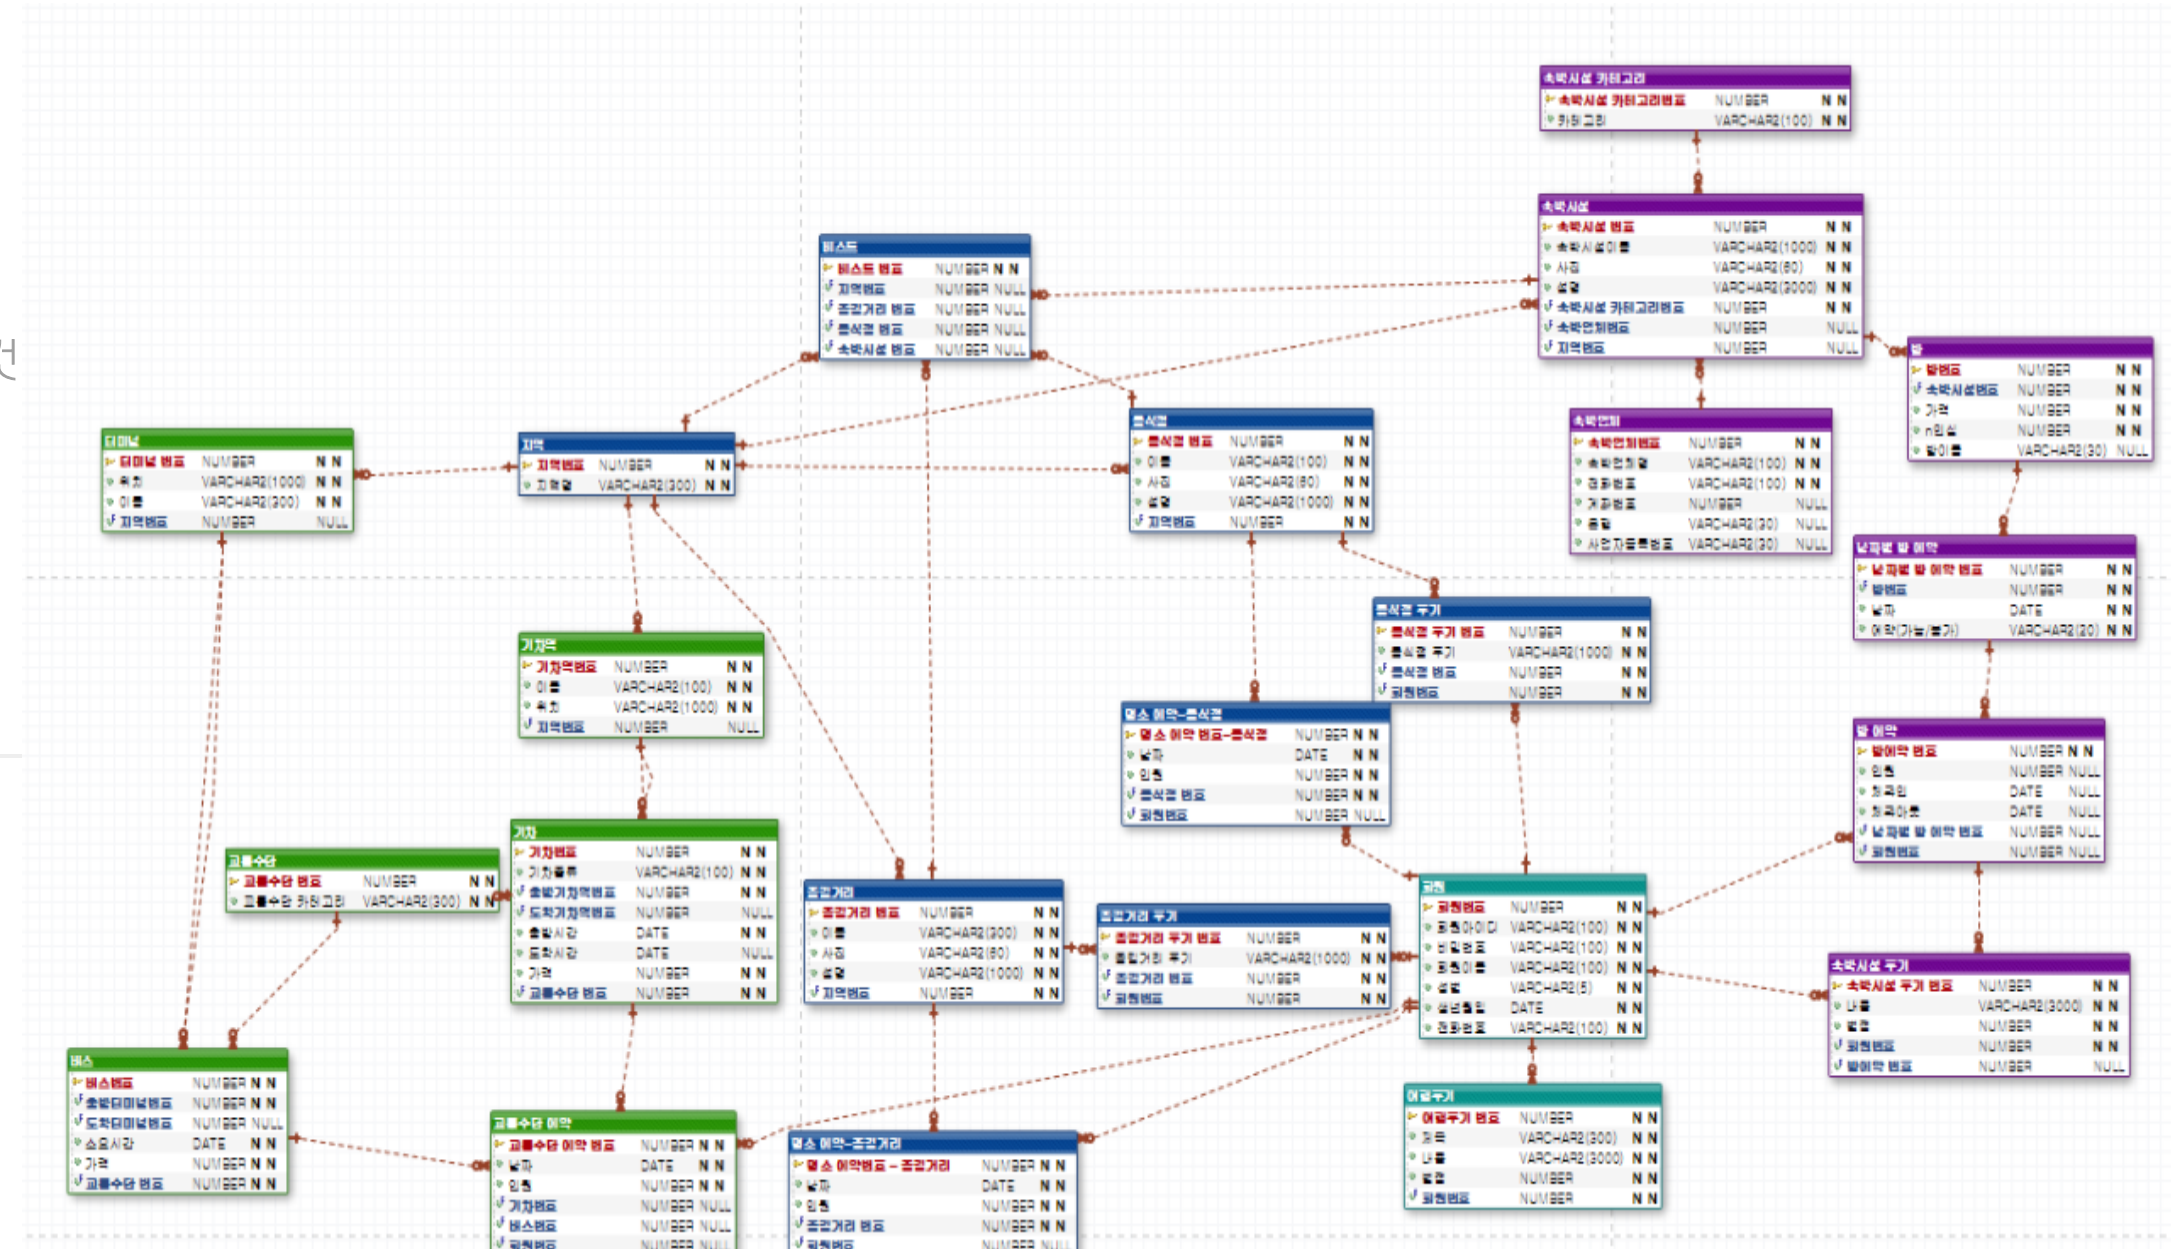 건
숙박시설 카테고리
숙박시설 카테고리번호 NUMBER N N
카테고리 VARCHAR2(100) N N
숙박시설
숙박시설 번호 NUMBER N N
숙박시설이름 VARCHAR2(1000) N N
사진 VARCHAR2(60) N N
설명 VARCHAR2(3000) N N
숙박시설 카테고리번호 NUMBER N N
숙박업체번호 NUMBER NULL
지역번호 NUMBER NULL
베스트
베스트 번호 NUMBER N N
지역번호 NUMBER NULL
즐길거리 번호 NUMBER NULL
음식점 번호 NUMBER NULL
숙박시설 번호 NUMBER NULL
방
방번호 NUMBER N N
숙박시설번호 NUMBER N N
가격 NUMBER N N
n인실 NUMBER N N
방이름 VARCHAR2(30) NULL
터미널
터미널 번호 NUMBER N N
위치 VARCHAR2(1000) N N
이름 VARCHAR2(300) N N
지역번호 NUMBER NULL
지역
지역번호 NUMBER N N
지역명 VARCHAR2(300) N N
음식점
음식점 번호 NUMBER N N
이름 VARCHAR2(100) N N
사진 VARCHAR2(60) N N
설명 VARCHAR2(1000) N N
지역번호 NUMBER N N
숙박업체
숙박업체번호 NUMBER N N
숙박업체명 VARCHAR2(100) N N
전화번호 VARCHAR2(100) N N
계좌번호 NUMBER NULL
은행 VARCHAR2(30) NULL
사업자등록번호 VARCHAR2(30) NULL
날짜별 방 예약
날짜별 방 예약 번호 NUMBER N N
방번호 NUMBER N N
날짜 DATE N N
예약(가능/불가) VARCHAR2(20) N N
기차역
기차역번호 NUMBER N N
이름 VARCHAR2(100) N N
위치 VARCHAR2(1000) N N
지역번호 NUMBER NULL
음식점 후기
음식점 후기 번호 NUMBER N N
음식점 후기 VARCHAR2(1000) N N
음식점 번호 NUMBER N N
회원번호 NUMBER N N
명소 예약-음식점
명소 예약 번호-음식점 NUMBER N N
날짜 DATE N N
인원 NUMBER N N
음식점 번호 NUMBER N N
회원번호 NUMBER NULL
방 예약
방예약 번호 NUMBER N N
인원 NUMBER NULL
체크인 DATE NULL
체크아웃 DATE NULL
날짜별 방 예약 번호 NUMBER NULL
회원번호 NUMBER NULL
기차
기차번호 NUMBER N N
기차종류 VARCHAR2(100) N N
출발기차역번호 NUMBER N N
도착기차역번호 NUMBER NULL
출발시간 DATE N N
도착시간 DATE NULL
가격 NUMBER N N
교통수단 번호 NUMBER N N
교통수단
교통수단 번호 NUMBER N N
교통수단 카테고리 VARCHAR2(300) N N
즐길거리
즐길거리 번호 NUMBER N N
이름 VARCHAR2(300) N N
사진 VARCHAR2(60) N N
설명 VARCHAR2(1000) N N
지역번호 NUMBER N N
즐길거리 후기
즐길거리 후기 번호 NUMBER N N
즐길거리 후기 VARCHAR2(1000) N N
즐길거리 번호 NUMBER N N
회원번호 NUMBER N N
회원
회원번호 NUMBER N N
회원아이디 VARCHAR2(100) N N
비밀번호 VARCHAR2(100) N N
회원이름 VARCHAR2(100) N N
성별 VARCHAR2(5) N N
생년월일 DATE N N
전화번호 VARCHAR2(100) N N
숙박시설 후기
숙박시설 후기 번호 NUMBER N N
내용 VARCHAR2(3000) N N
별점 NUMBER N N
회원번호 NUMBER N N
방예약 번호 NUMBER NULL
버스
버스번호 NUMBER N N
출발터미널번호 NUMBER N N
도착터미널번호 NUMBER NULL
소요시간 DATE N N
가격 NUMBER N N
교통수단 번호 NUMBER N N
교통수단 예약
교통수단 예약 번호 NUMBER N N
날짜 DATE N N
인원 NUMBER N N
기차번호 NUMBER NULL
버스번호 NUMBER NULL
회원번호 NUMBER NULL
명소 예약-즐길거리
명소 예약번호 - 즐길거리 NUMBER N N
날짜 DATE N N
인원 NUMBER N N
즐길거리 번호 NUMBER N N
회원번호 NUMBER NULL
여행후기
여행후기 번호 NUMBER N N
제목 VARCHAR2(300) N N
내용 VARCHAR2(3000) N N
별점 NUMBER N N
회원번호 NUMBER N N